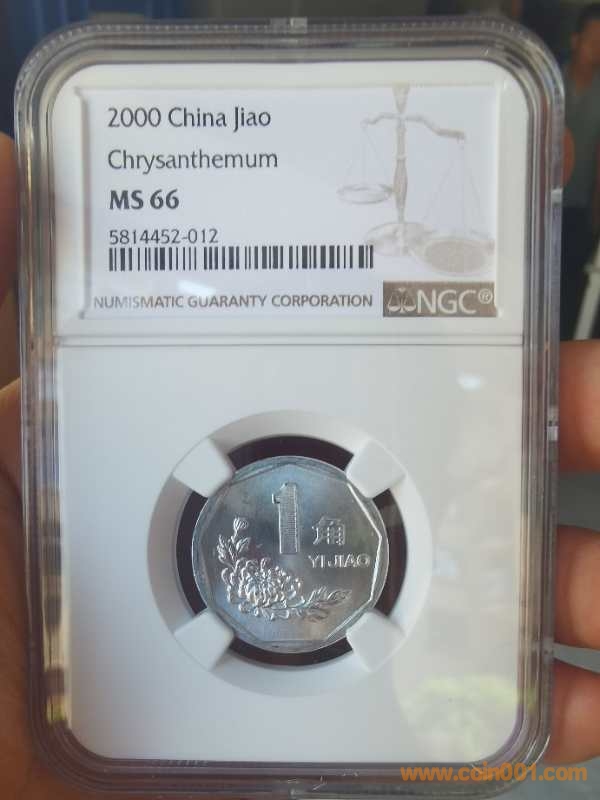 2000 China Jiao
Chrysanthemum
MS 66
5814452-012
NUMISMATIC GUARANTY CORPORATION
NGC®
1角
YI JIAO
www.coin001.com